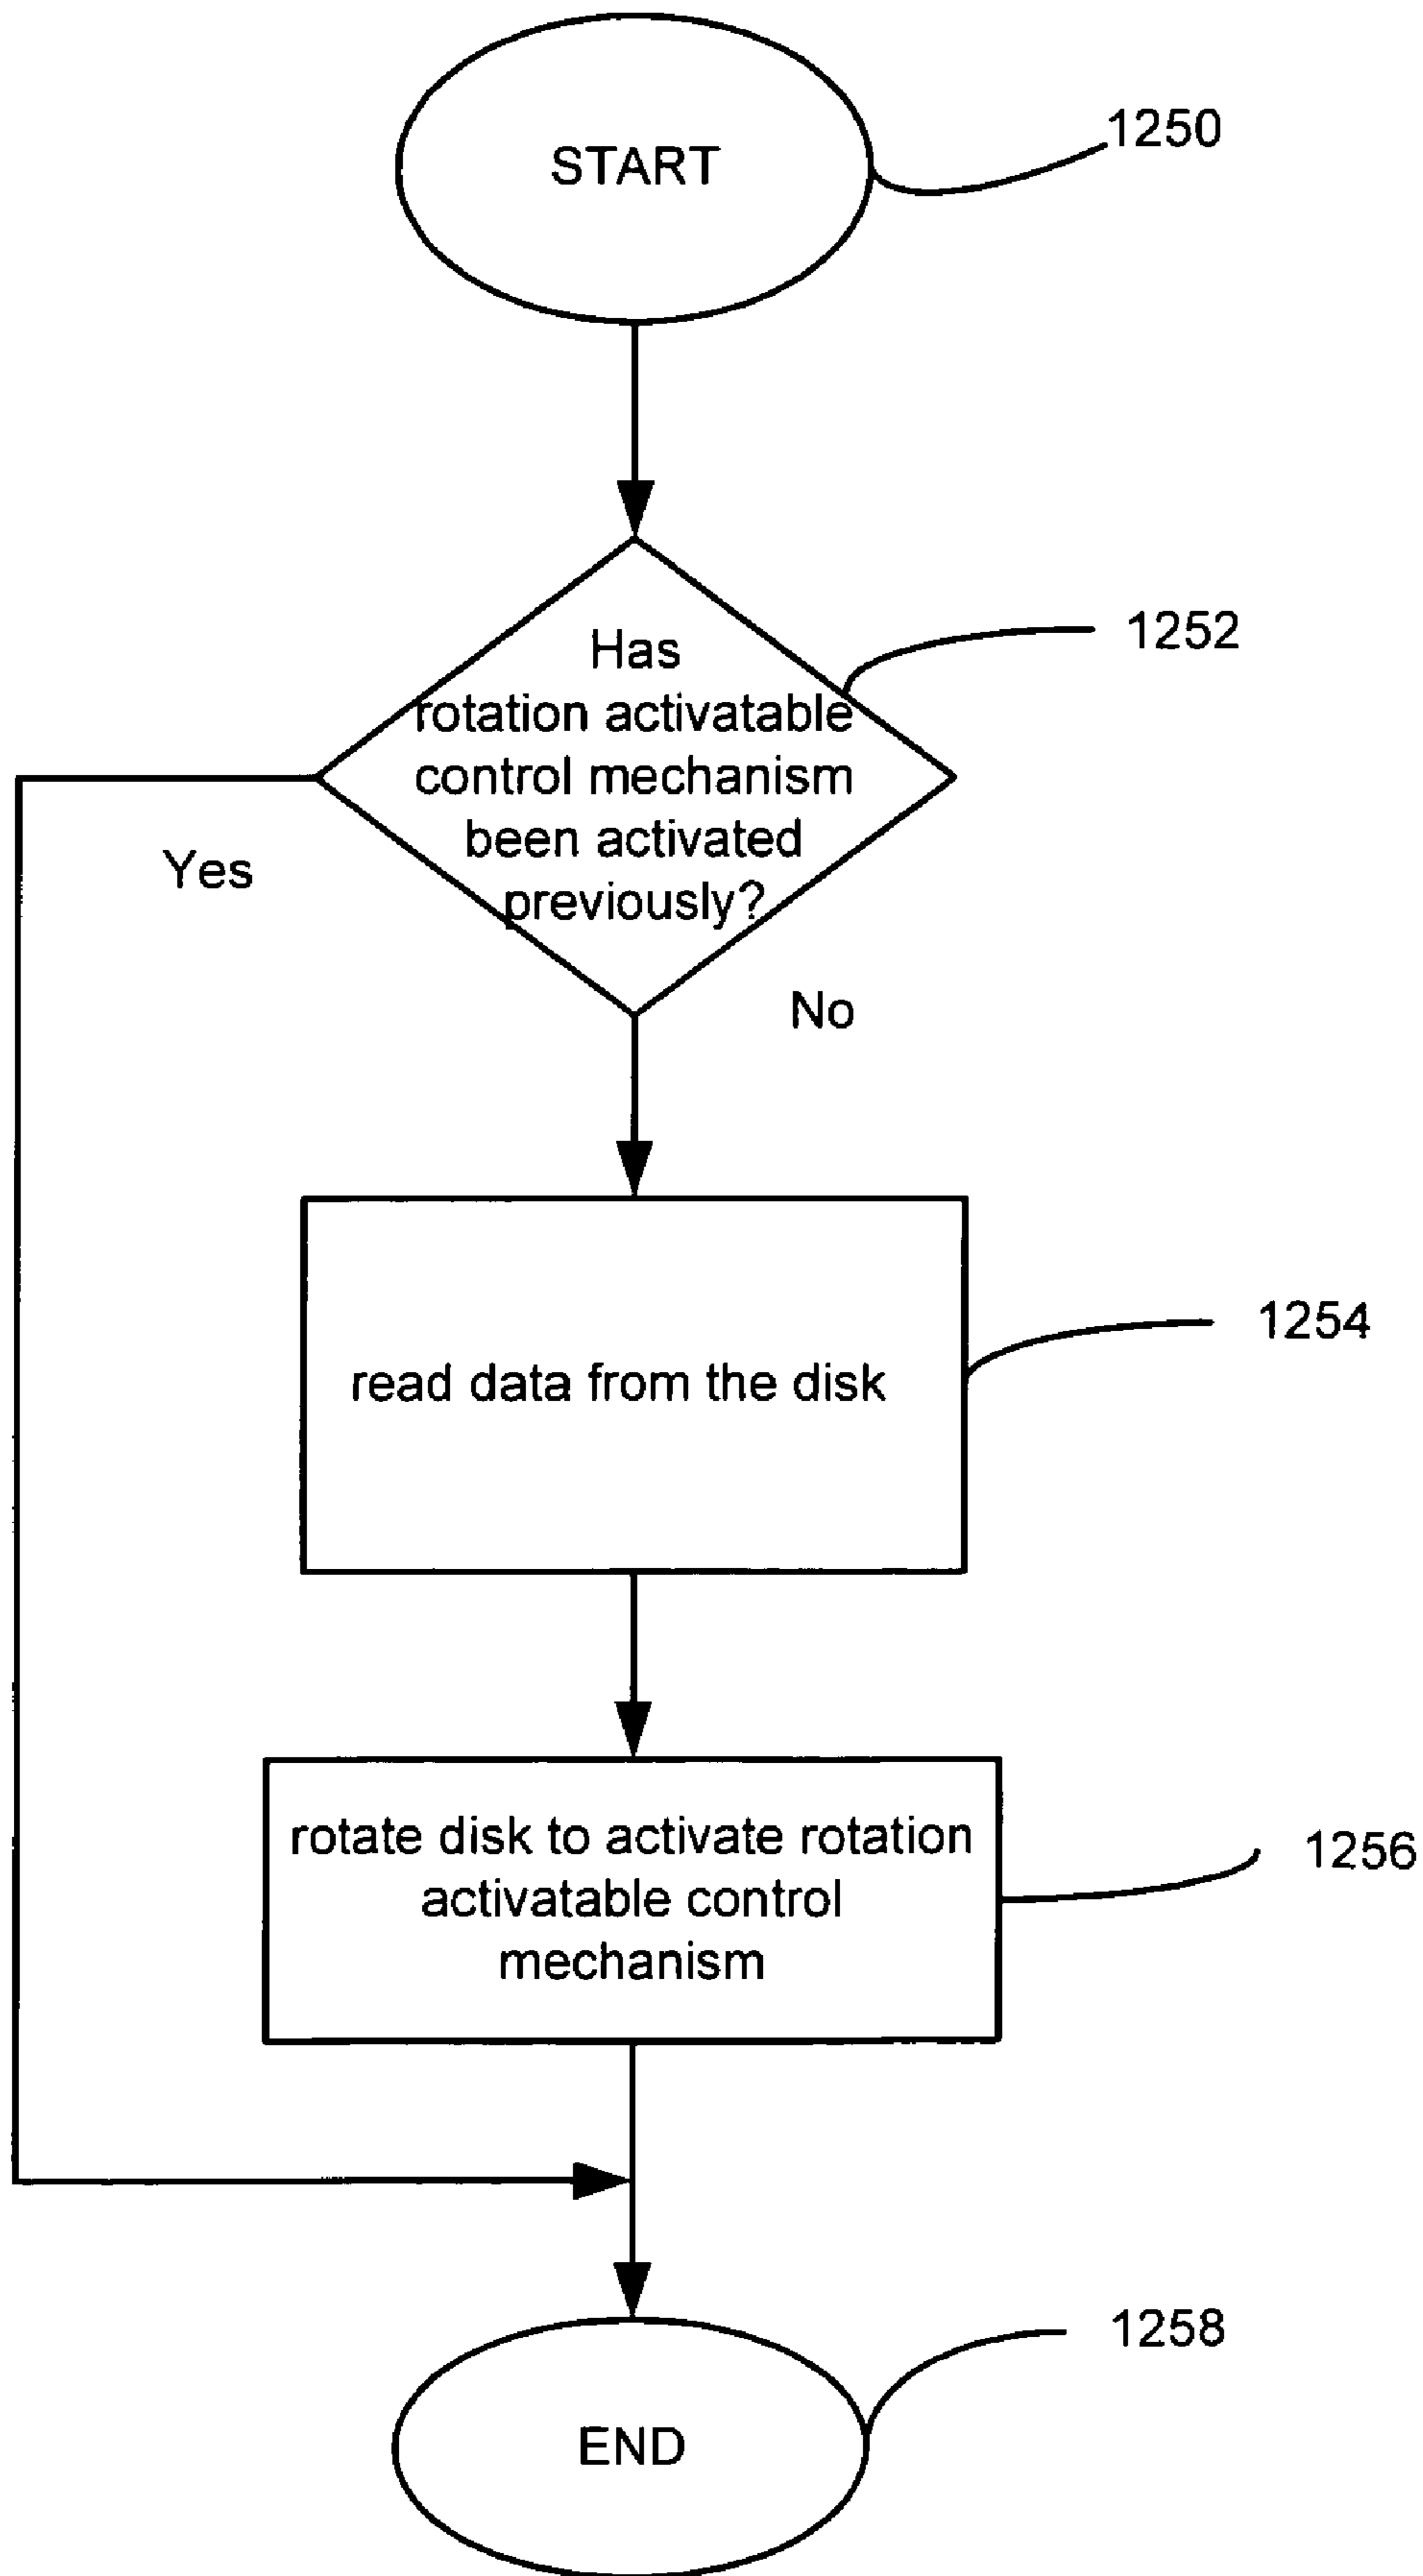 START
1250
Has
rotation activatable
control mechanism
been activated
previously?
1252
Yes
No
read data from the disk
1254
rotate disk to activate rotation
activatable control
mechanism
1256
END
1258